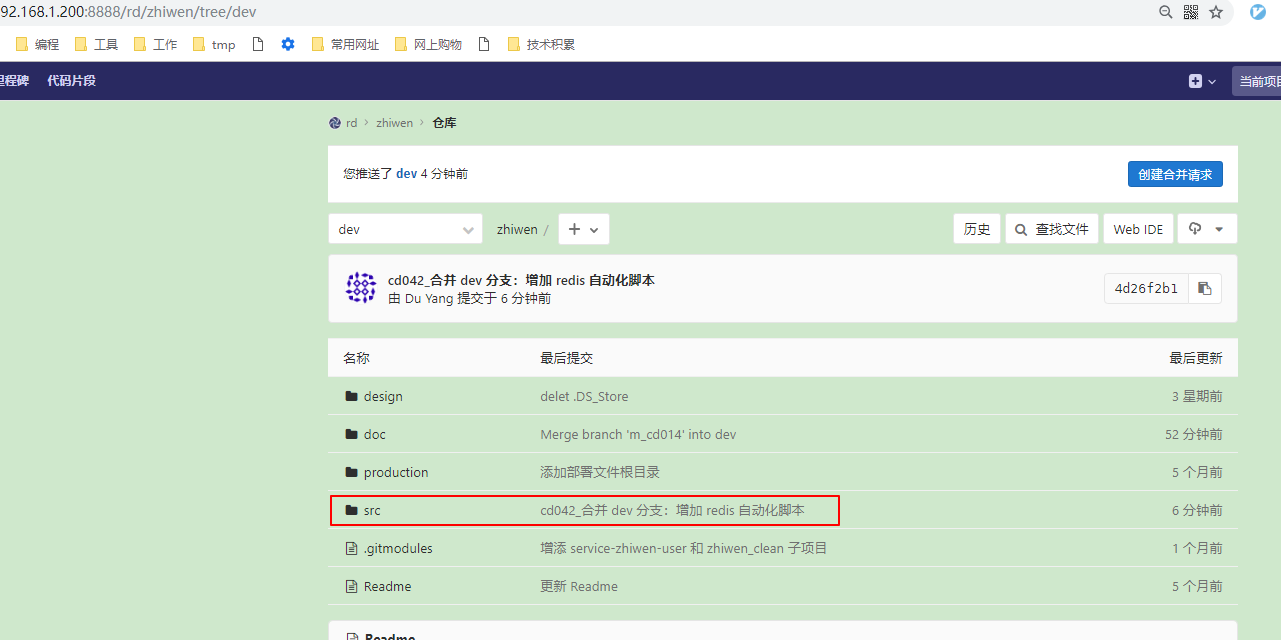 92.168.1.200:8888/rd/zhiwen/tree/dev
编程 工具 工作 tmp 常用网址 网上购物 技术积累
程碑 代码片段 当前项
rd › zhiwen › 仓库
您推送了 dev 4 分钟前 创建合并请求
dev zhiwen / + 历史 查找文件 Web IDE
cd042_合并 dev 分支：增加 redis 自动化脚本
由 Du Yang 提交于 6 分钟前 4d26f2b1
名称 最后提交 最后更新
design delet .DS_Store 3 星期前
doc Merge branch 'm_cd014' into dev 52 分钟前
production 添加部署文件根目录 5 个月前
src cd042_合并 dev 分支：增加 redis 自动化脚本 6 分钟前
.gitmodules 增添 service-zhiwen-user 和 zhiwen_clean 子项目 1 个月前
Readme 更新 Readme 5 个月前
Readme